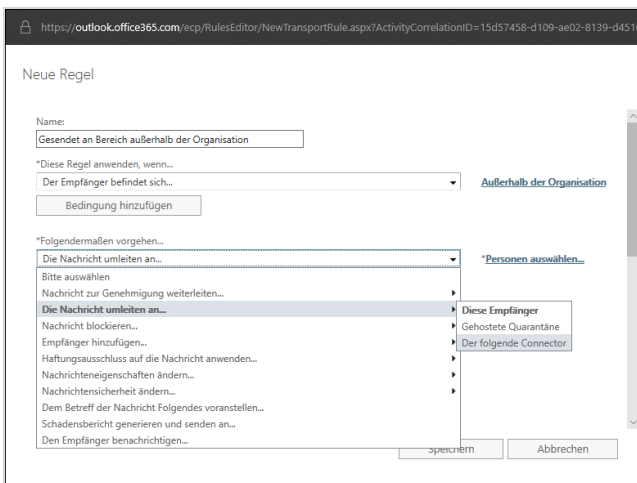 https://outlook.office365.com/ecp/RulesEditor/NewTransportRule.aspx?ActivityCorrelationID=15d57458-d109-ae02-8139-d451
Neue Regel
Name:
Gesendet an Bereich außerhalb der Organisation
*Diese Regel anwenden, wenn...
Der Empfänger befindet sich... Außerhalb der Organisation
Bedingung hinzufügen
*Folgendermaßen vorgehen...
Die Nachricht umleiten an... *Personen auswählen...
Bitte auswählen
Nachricht zur Genehmigung weiterleiten...
Die Nachricht umleiten an... Diese Empfänger
Nachricht blockieren... Gehostete Quarantäne
Empfänger hinzufügen... Der folgende Connector
Haftungsausschluss auf die Nachricht anwenden...
Nachrichteneigenschaften ändern...
Nachrichtensicherheit ändern...
Dem Betreff der Nachricht Folgendes voranstellen...
Schadensbericht generieren und senden an...
Den Empfänger benachrichtigen...
Speichern Abbrechen